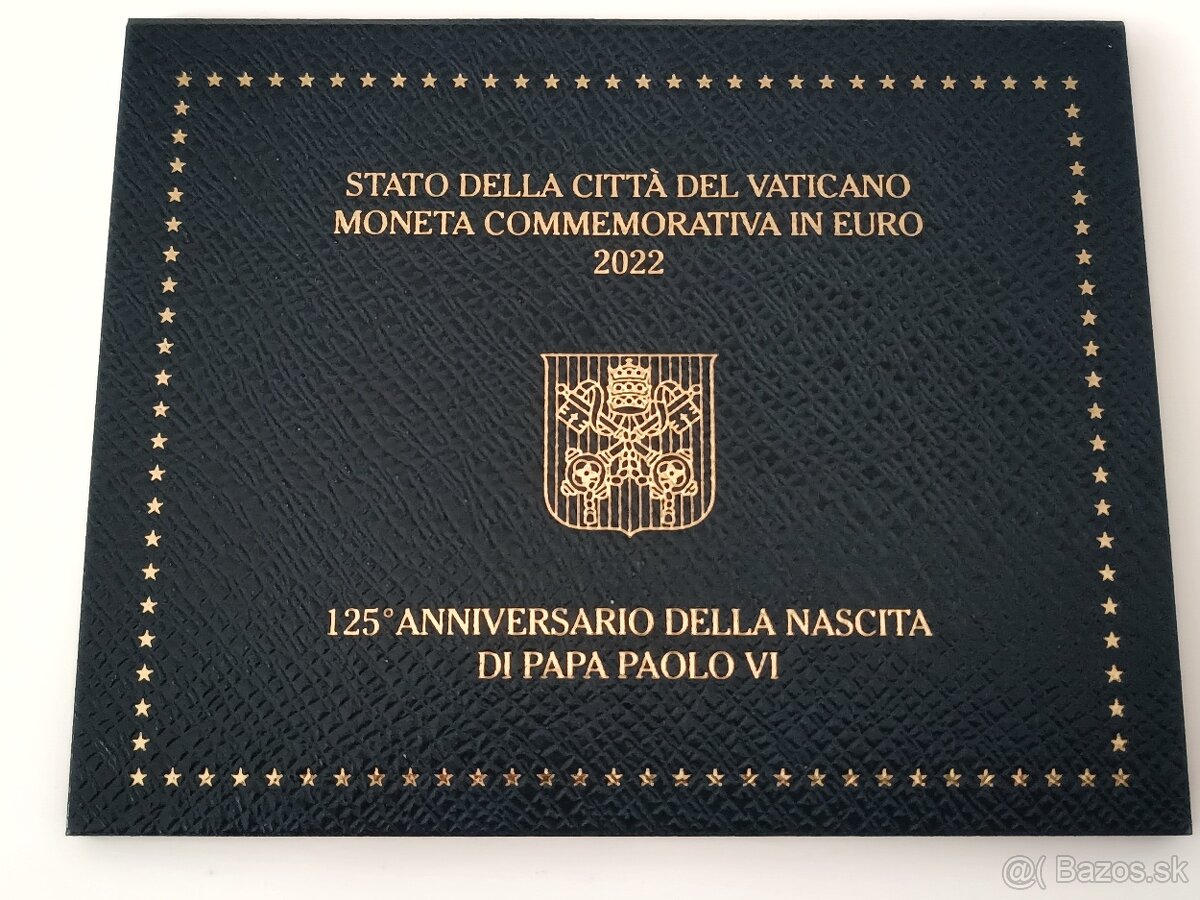 STATO DELLA CITTÀ DEL VATICANO
MONETA COMMEMORATIVA IN EURO
2022
125° ANNIVERSARIO DELLA NASCITA
DI PAPA PAOLO VI
@( Bazos.sk